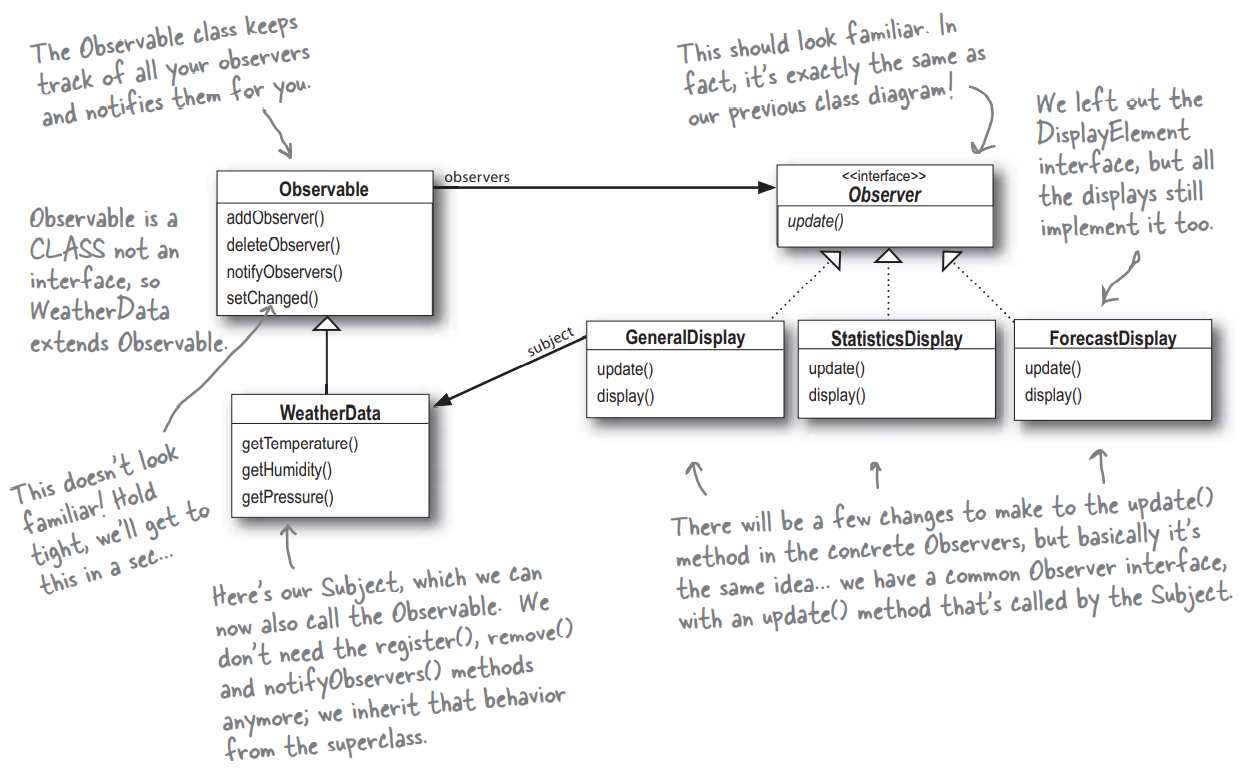 The Observable class keeps
track of all your observers
and notifies them for you.
This should look familiar. In
fact, it's exactly the same as
our previous class diagram!
We left out the
DisplayElement
interface, but all
the displays still
implement it too.
Observable is a
CLASS not an
interface, so
WeatherData
extends Observable.
Observable
addObserver()
deleteObserver()
notifyObservers()
setChanged()
observers
<<interface>>
Observer
update()
subject
GeneralDisplay
update()
display()
StatisticsDisplay
update()
display()
ForecastDisplay
update()
display()
WeatherData
getTemperature()
getHumidity()
getPressure()
This doesn't look
familiar! Hold
tight, we'll get to
this in a sec...
Here's our Subject, which we can
now also call the Observable. We
don't need the register(), remove()
and notifyObservers() methods
anymore; we inherit that behavior
from the superclass.
There will be a few changes to make to the update()
method in the concrete Observers, but basically it's
the same idea... we have a common Observer interface,
with an update() method that's called by the Subject.